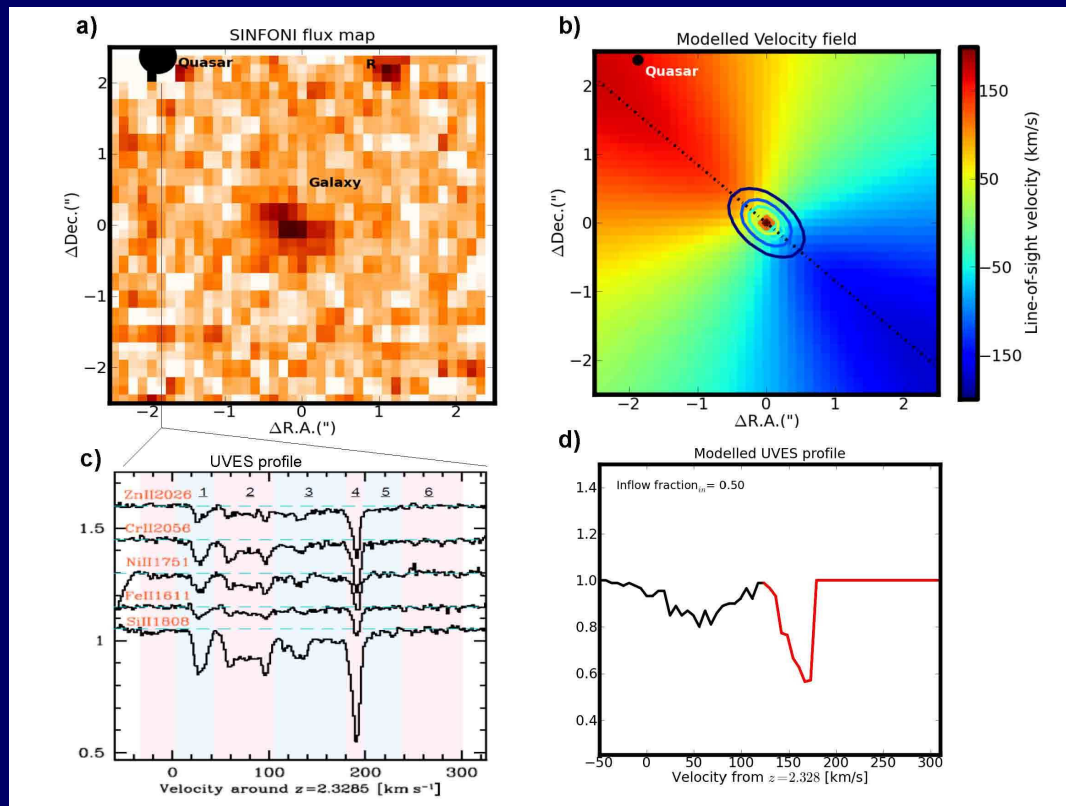 a)
SINFONI flux map
Quasar
R
Galaxy
2
1
0
−1
−2
ΔDec.(")
−2
−1
0
1
2
ΔR.A.(")
b)
Modelled Velocity field
Quasar
2
1
0
−1
−2
ΔDec.(")
−2
−1
0
1
2
ΔR.A.(")
150
50
−50
−150
Line-of-sight velocity (km/s)
c)
UVES profile
1 2 3 4 5 6
ZnII2026
CrII2056
NiII1751
FeII1611
SiII1808
1.5
1
0.5
0
100
200
300
Velocity around z=2.3285 [km s⁻¹]
d)
Modelled UVES profile
Inflow fraction_in = 0.50
1.4
1.2
1.0
0.8
0.6
0.4
−50 0 50 100 150 200 250 300
Velocity from z=2.328 [km/s]